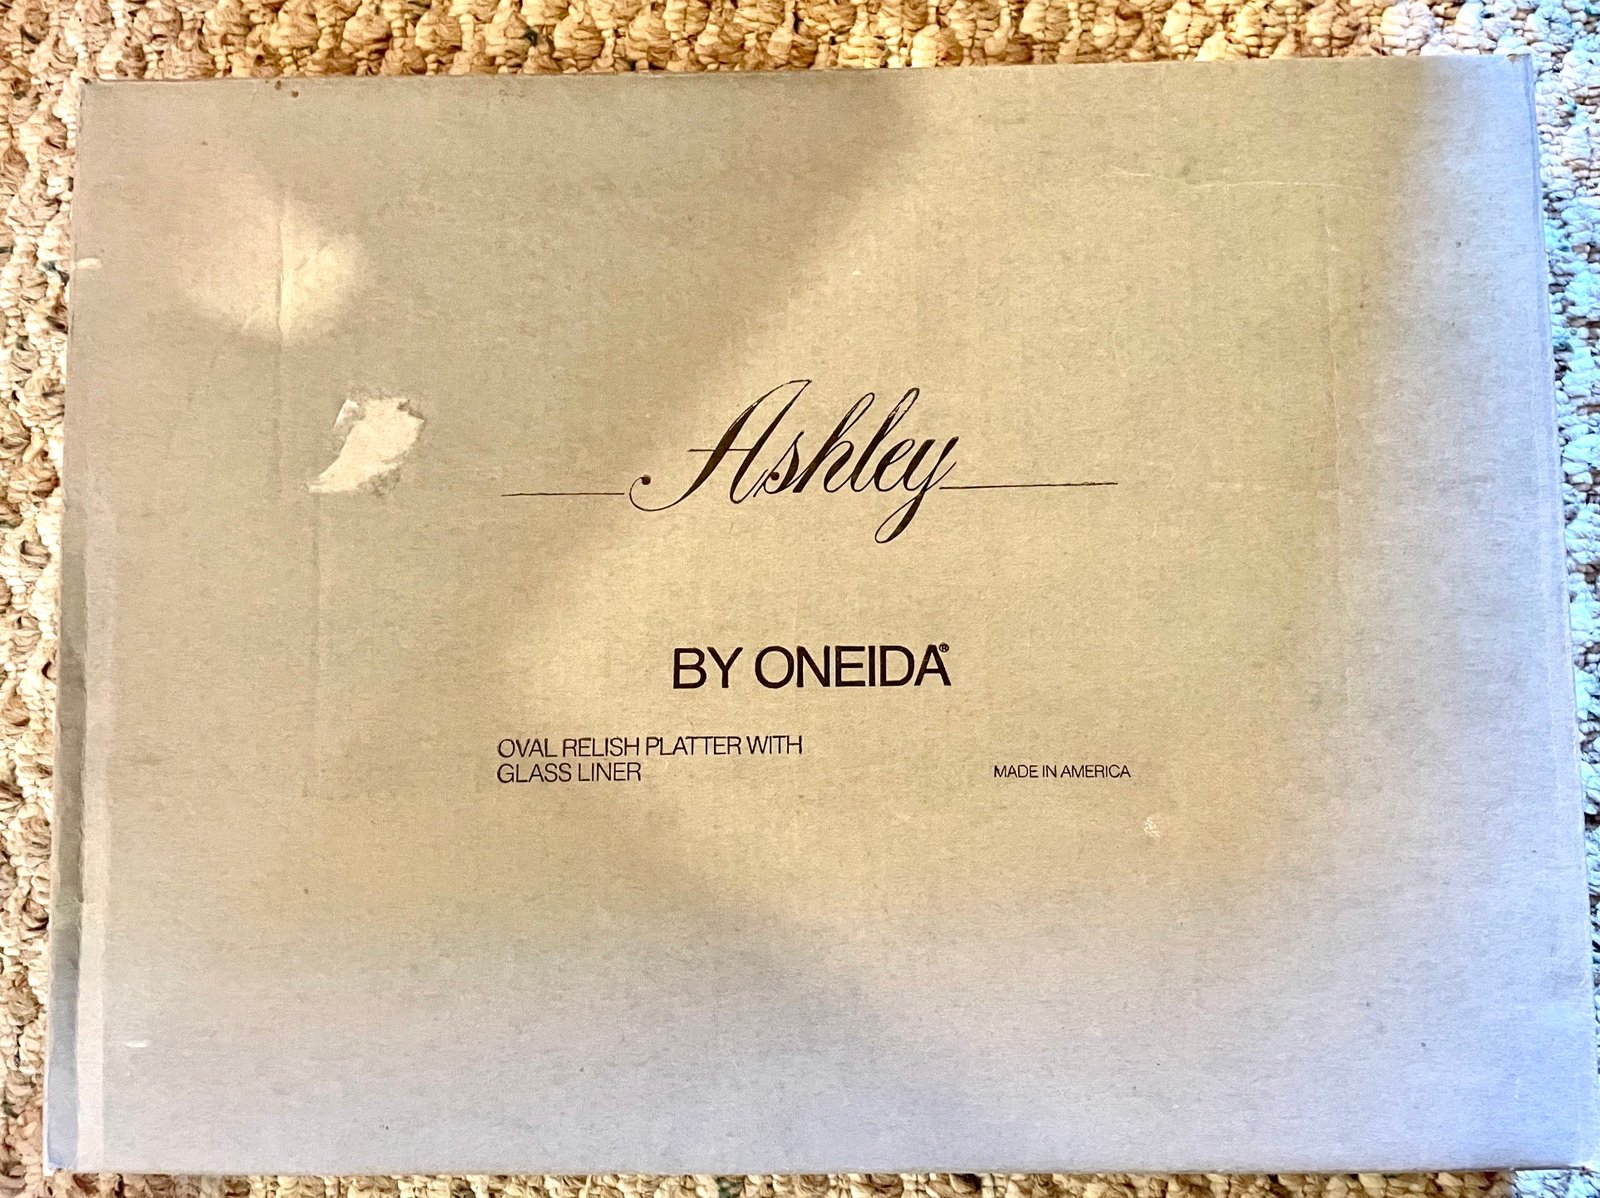 Ashley
BY ONEIDA®
OVAL RELISH PLATTER WITH
GLASS LINER
MADE IN AMERICA